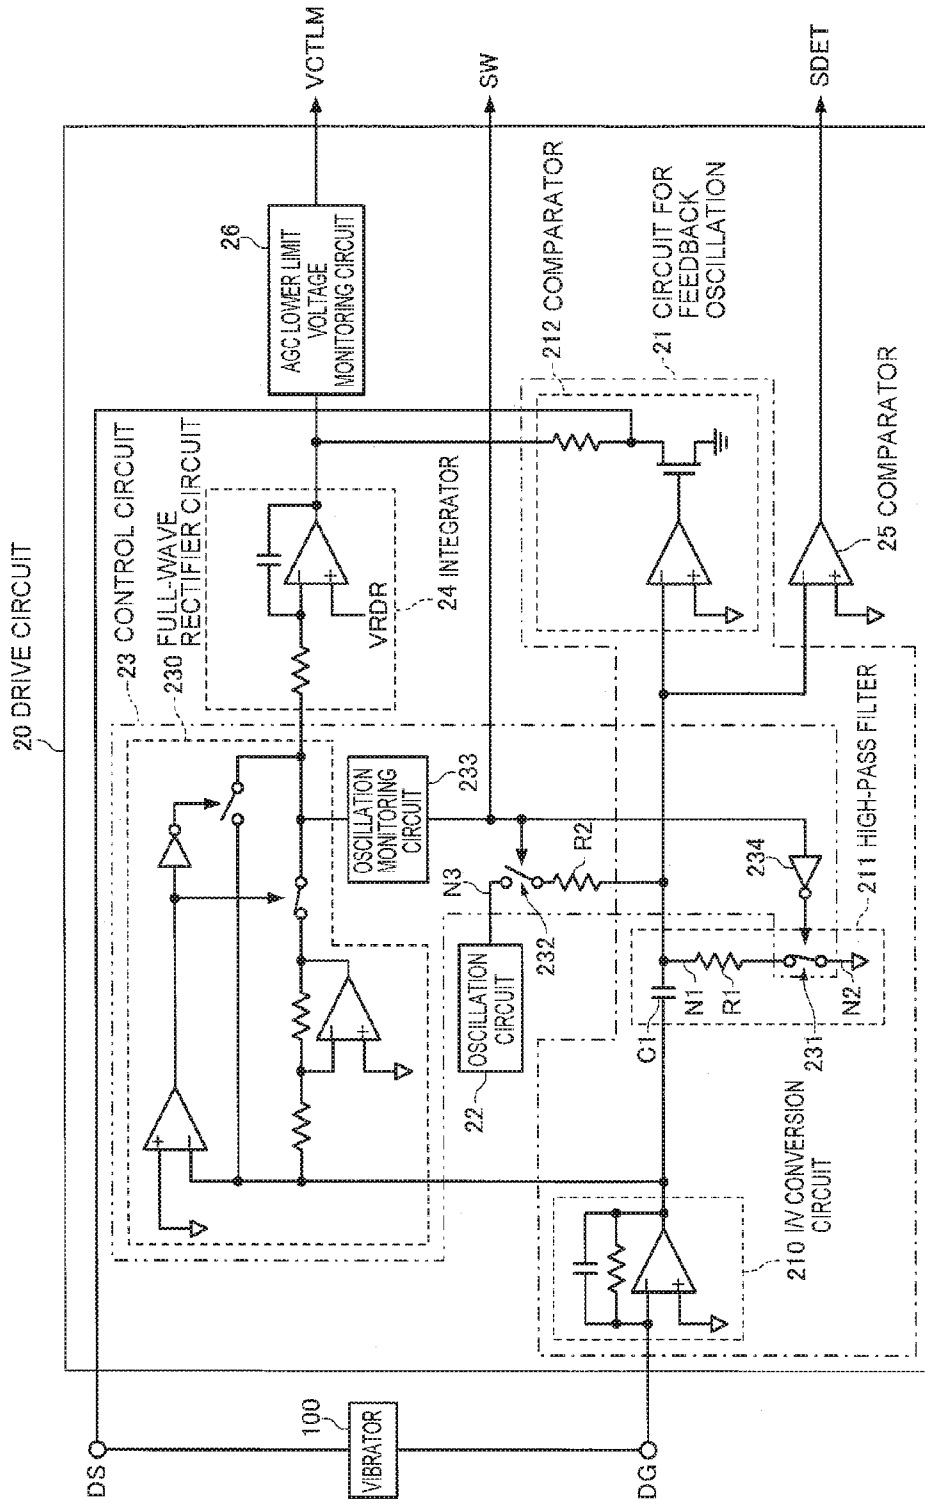 20 DRIVE CIRCUIT
23 CONTROL CIRCUIT
230 FULL-WAVE
RECTIFIER CIRCUIT
24 INTEGRATOR
VRDR
26
AGC LOWER LIMIT
VOLTAGE
MONITORING CIRCUIT
VCTLM
SW
SDET
DS
100
VIBRATOR
DG
OSCILLATION
MONITORING
CIRCUIT
233
22
OSCILLATION
CIRCUIT
N3
232
R2
234
212 COMPARATOR
21 CIRCUIT FOR
FEEDBACK
OSCILLATION
25 COMPARATOR
210 I/V CONVERSION
CIRCUIT
C1
N1
R1
231
N2
211 HIGH-PASS FILTER
+
−
+
−
+
−
+
−
+
−
+
−